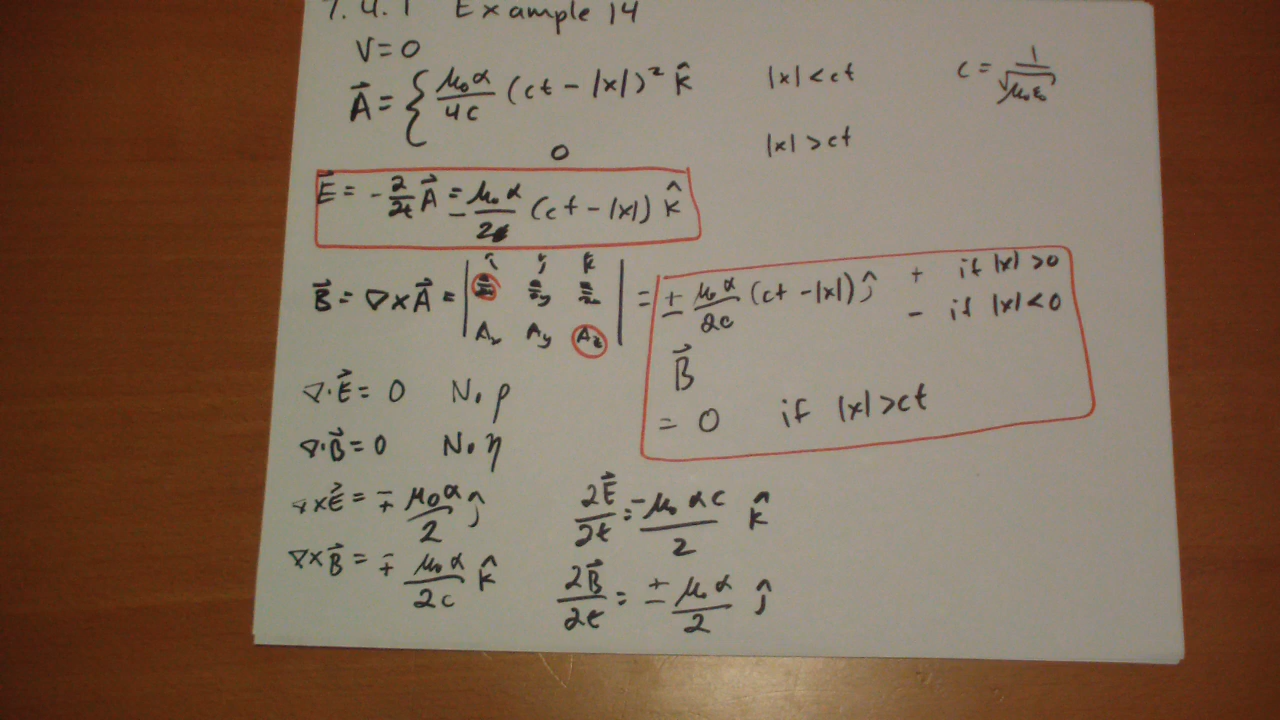 7.4.1 Example 14
V=0
A⃗ = { μ₀α/4c (ct - |x|)² k̂ |x| < ct c = 1/√μ₀ε₀
0 |x| > ct
E⃗ = -∂/∂t A⃗ = -μ₀α/2 (ct - |x|) k̂
B⃗ = ∇×A⃗ = | î ĵ k̂ ∂/∂x ∂/∂y ∂/∂z Aₓ A_y A_z | = ± μ₀α/2c (ct - |x|) ĵ + if |x| > 0
- if |x| < 0
B⃗
= 0 if |x| > ct
∇·E⃗ = 0 No ρ
∇·B⃗ = 0 No η
∇×E⃗ = ∓ μ₀α/2 ĵ ∂E⃗/∂t = -μ₀αc/2 k̂
∇×B⃗ = ∓ μ₀α/2c k̂ ∂B⃗/∂t = ± μ₀α/2 ĵ